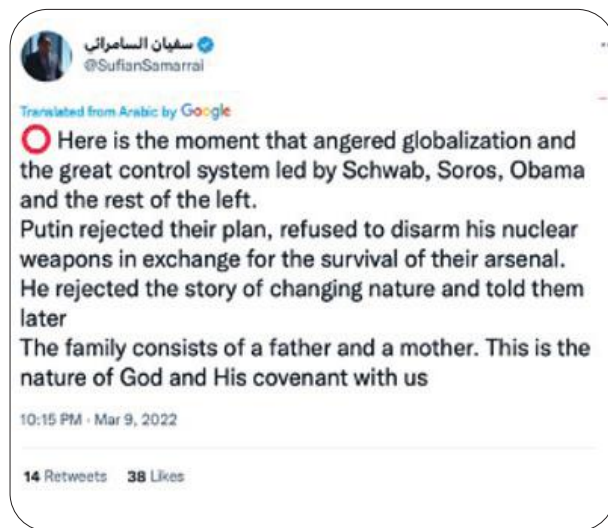 سفيان السامرائي
@SufianSamarrai
Translated from Arabic by Google
Here is the moment that angered globalization and
the great control system led by Schwab, Soros, Obama
and the rest of the left.
Putin rejected their plan, refused to disarm his nuclear
weapons in exchange for the survival of their arsenal.
He rejected the story of changing nature and told them
later
The family consists of a father and a mother. This is the
nature of God and His covenant with us
10:15 PM · Mar 9, 2022
14 Retweets 38 Likes